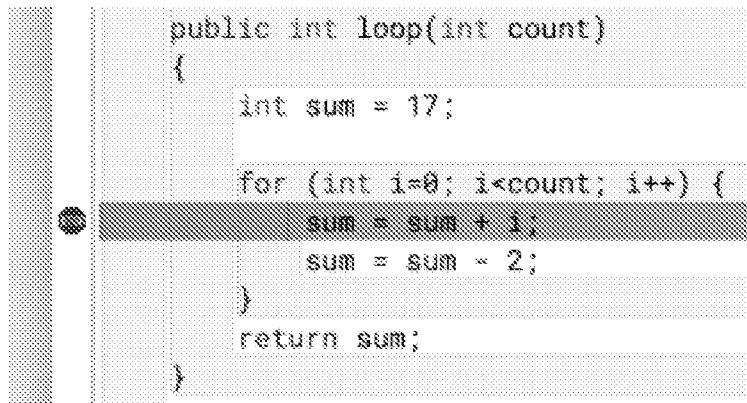 public int loop(int count)
{
int sum = 17;
for (int i=0; i<count; i++) {
sum = sum + i;
sum = sum - 2;
}
return sum;
}